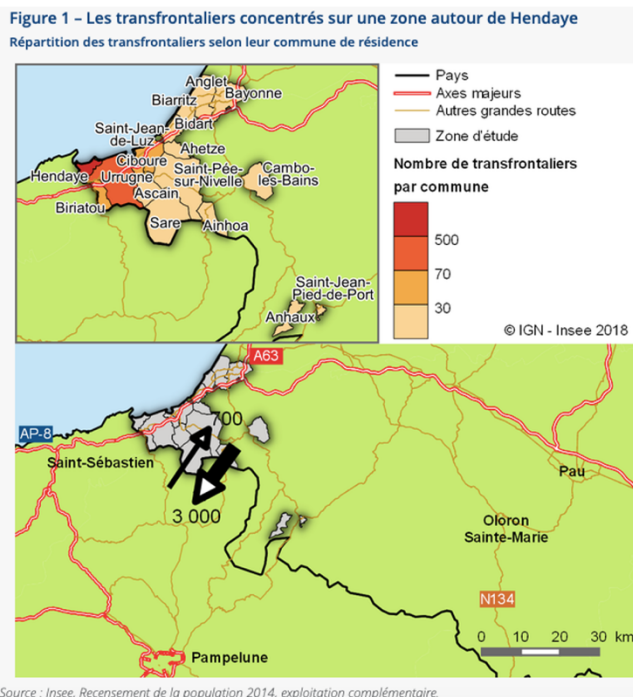 Figure 1 – Les transfrontaliers concentrés sur une zone autour de Hendaye
Répartition des transfrontaliers selon leur commune de résidence
Anglet
Biarritz
Bayonne
Saint-Jean-
de-Luz
Bidart
Ciboure
Ahetze
Hendaye
Urrugne
Saint-Pée-
sur-Nivelle
Cambo-
les-Bains
Ascain
Biriatou
Sare
Ainhoa
Saint-Jean-
Pied-de-Port
Anhaux
Pays
Axes majeurs
Autres grandes routes
Zone d'étude
Nombre de transfrontaliers
par commune
500
70
30
© IGN - Insee 2018
A63
AP-8
700
Saint-Sébastien
3 000
Pau
Oloron
Sainte-Marie
N134
0 10 20 30 km
Pampelune
Source : Insee, Recensement de la population 2014, exploitation complémentaire.